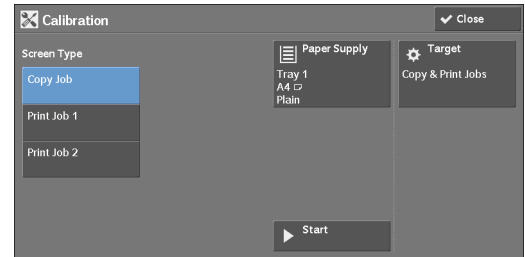 Calibration
Close
Screen Type
Copy Job
Print Job 1
Print Job 2
Paper Supply
Tray 1
A4
Plain
Start
Target
Copy & Print Jobs